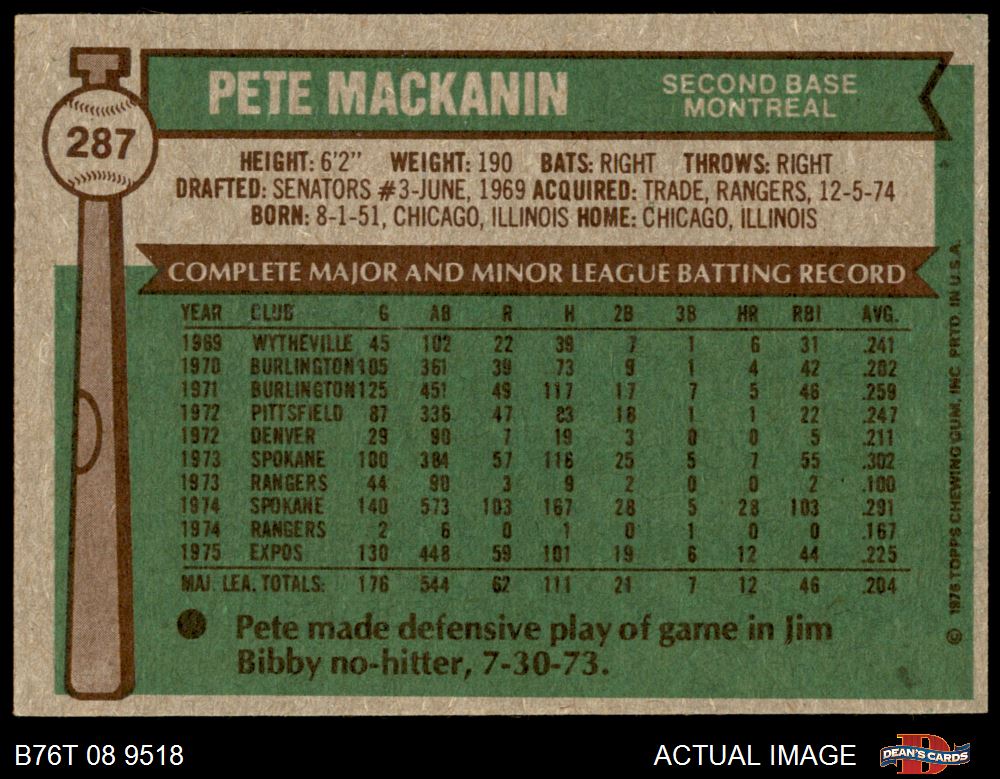 287
PETE MACKANIN
SECOND BASE
MONTREAL
HEIGHT: 6'2" WEIGHT: 190 BATS: RIGHT THROWS: RIGHT
DRAFTED: SENATORS #3-JUNE, 1969 ACQUIRED: TRADE, RANGERS, 12-5-74
BORN: 8-1-51, CHICAGO, ILLINOIS HOME: CHICAGO, ILLINOIS
COMPLETE MAJOR AND MINOR LEAGUE BATTING RECORD
YEAR CLUB G AB R H 2B 3B HR RBI AVG.
1969 WYTHEVILLE 45 162 22 39 7 1 6 31 .241
1970 BURLINGTON 105 361 39 73 9 1 4 42 .202
1971 BURLINGTON 125 451 49 117 17 7 5 46 .259
1972 PITTSFIELD 87 336 47 83 18 1 1 22 .247
1972 DENVER 29 90 7 19 3 0 0 5 .211
1973 SPOKANE 100 384 57 116 25 5 7 55 .302
1973 RANGERS 44 90 3 9 2 0 0 2 .100
1974 SPOKANE 140 573 103 167 28 5 28 103 .291
1974 RANGERS 2 6 0 1 0 1 0 0 .167
1975 EXPOS 130 448 59 101 19 6 12 44 .225
MAJ. LEA. TOTALS: 176 544 62 111 21 7 12 46 .204
Pete made defensive play of game in Jim
Bibby no-hitter, 7-30-73.
© 1976 TOPPS CHEWING GUM, INC. PRTD. IN U.S.A.
B76T 08 9518
ACTUAL IMAGE
DEAN'S CARDS